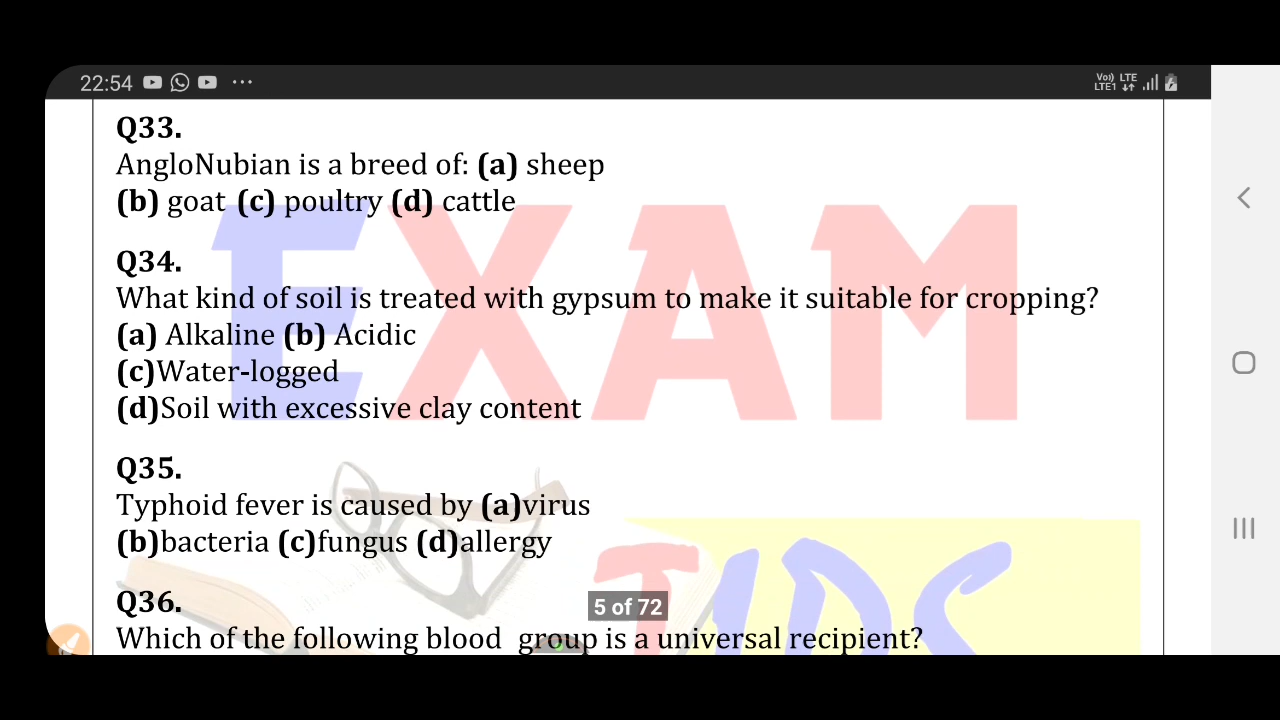 22:54
Vo)) LTE
LTE1
Q33.
AngloNubian is a breed of: (a) sheep
(b) goat (c) poultry (d) cattle
Q34.
What kind of soil is treated with gypsum to make it suitable for cropping?
(a) Alkaline (b) Acidic
(c)Water-logged
(d)Soil with excessive clay content
Q35.
Typhoid fever is caused by (a)virus
(b)bacteria (c)fungus (d)allergy
Q36.
5 of 72
Which of the following blood group is a universal recipient?
EXAM